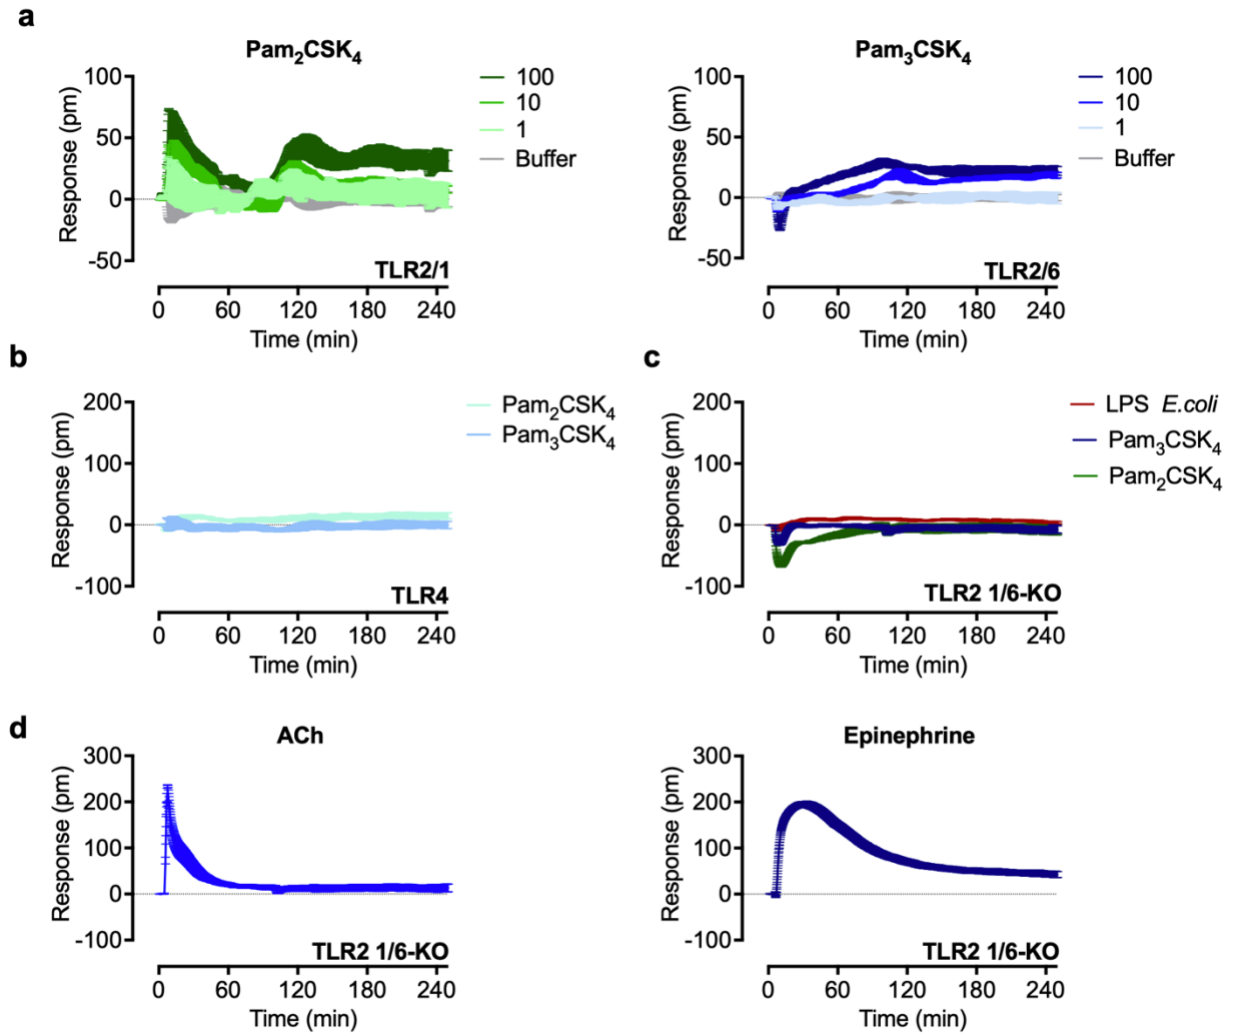 a
Pam2CSK4
100
50
0
-50
Response (pm)
100
10
1
Buffer
TLR2/1
0 60 120 180 240
Time (min)
Pam3CSK4
100
50
0
-50
Response (pm)
100
10
1
Buffer
TLR2/6
0 60 120 180 240
Time (min)
b
200
100
0
-100
Response (pm)
Pam2CSK4
Pam3CSK4
TLR4
0 60 120 180 240
Time (min)
c
200
100
0
-100
Response (pm)
LPS E.coli
Pam3CSK4
Pam2CSK4
TLR2 1/6-KO
0 60 120 180 240
Time (min)
d
ACh
300
200
100
0
-100
Response (pm)
TLR2 1/6-KO
0 60 120 180 240
Time (min)
Epinephrine
300
200
100
0
-100
Response (pm)
TLR2 1/6-KO
0 60 120 180 240
Time (min)